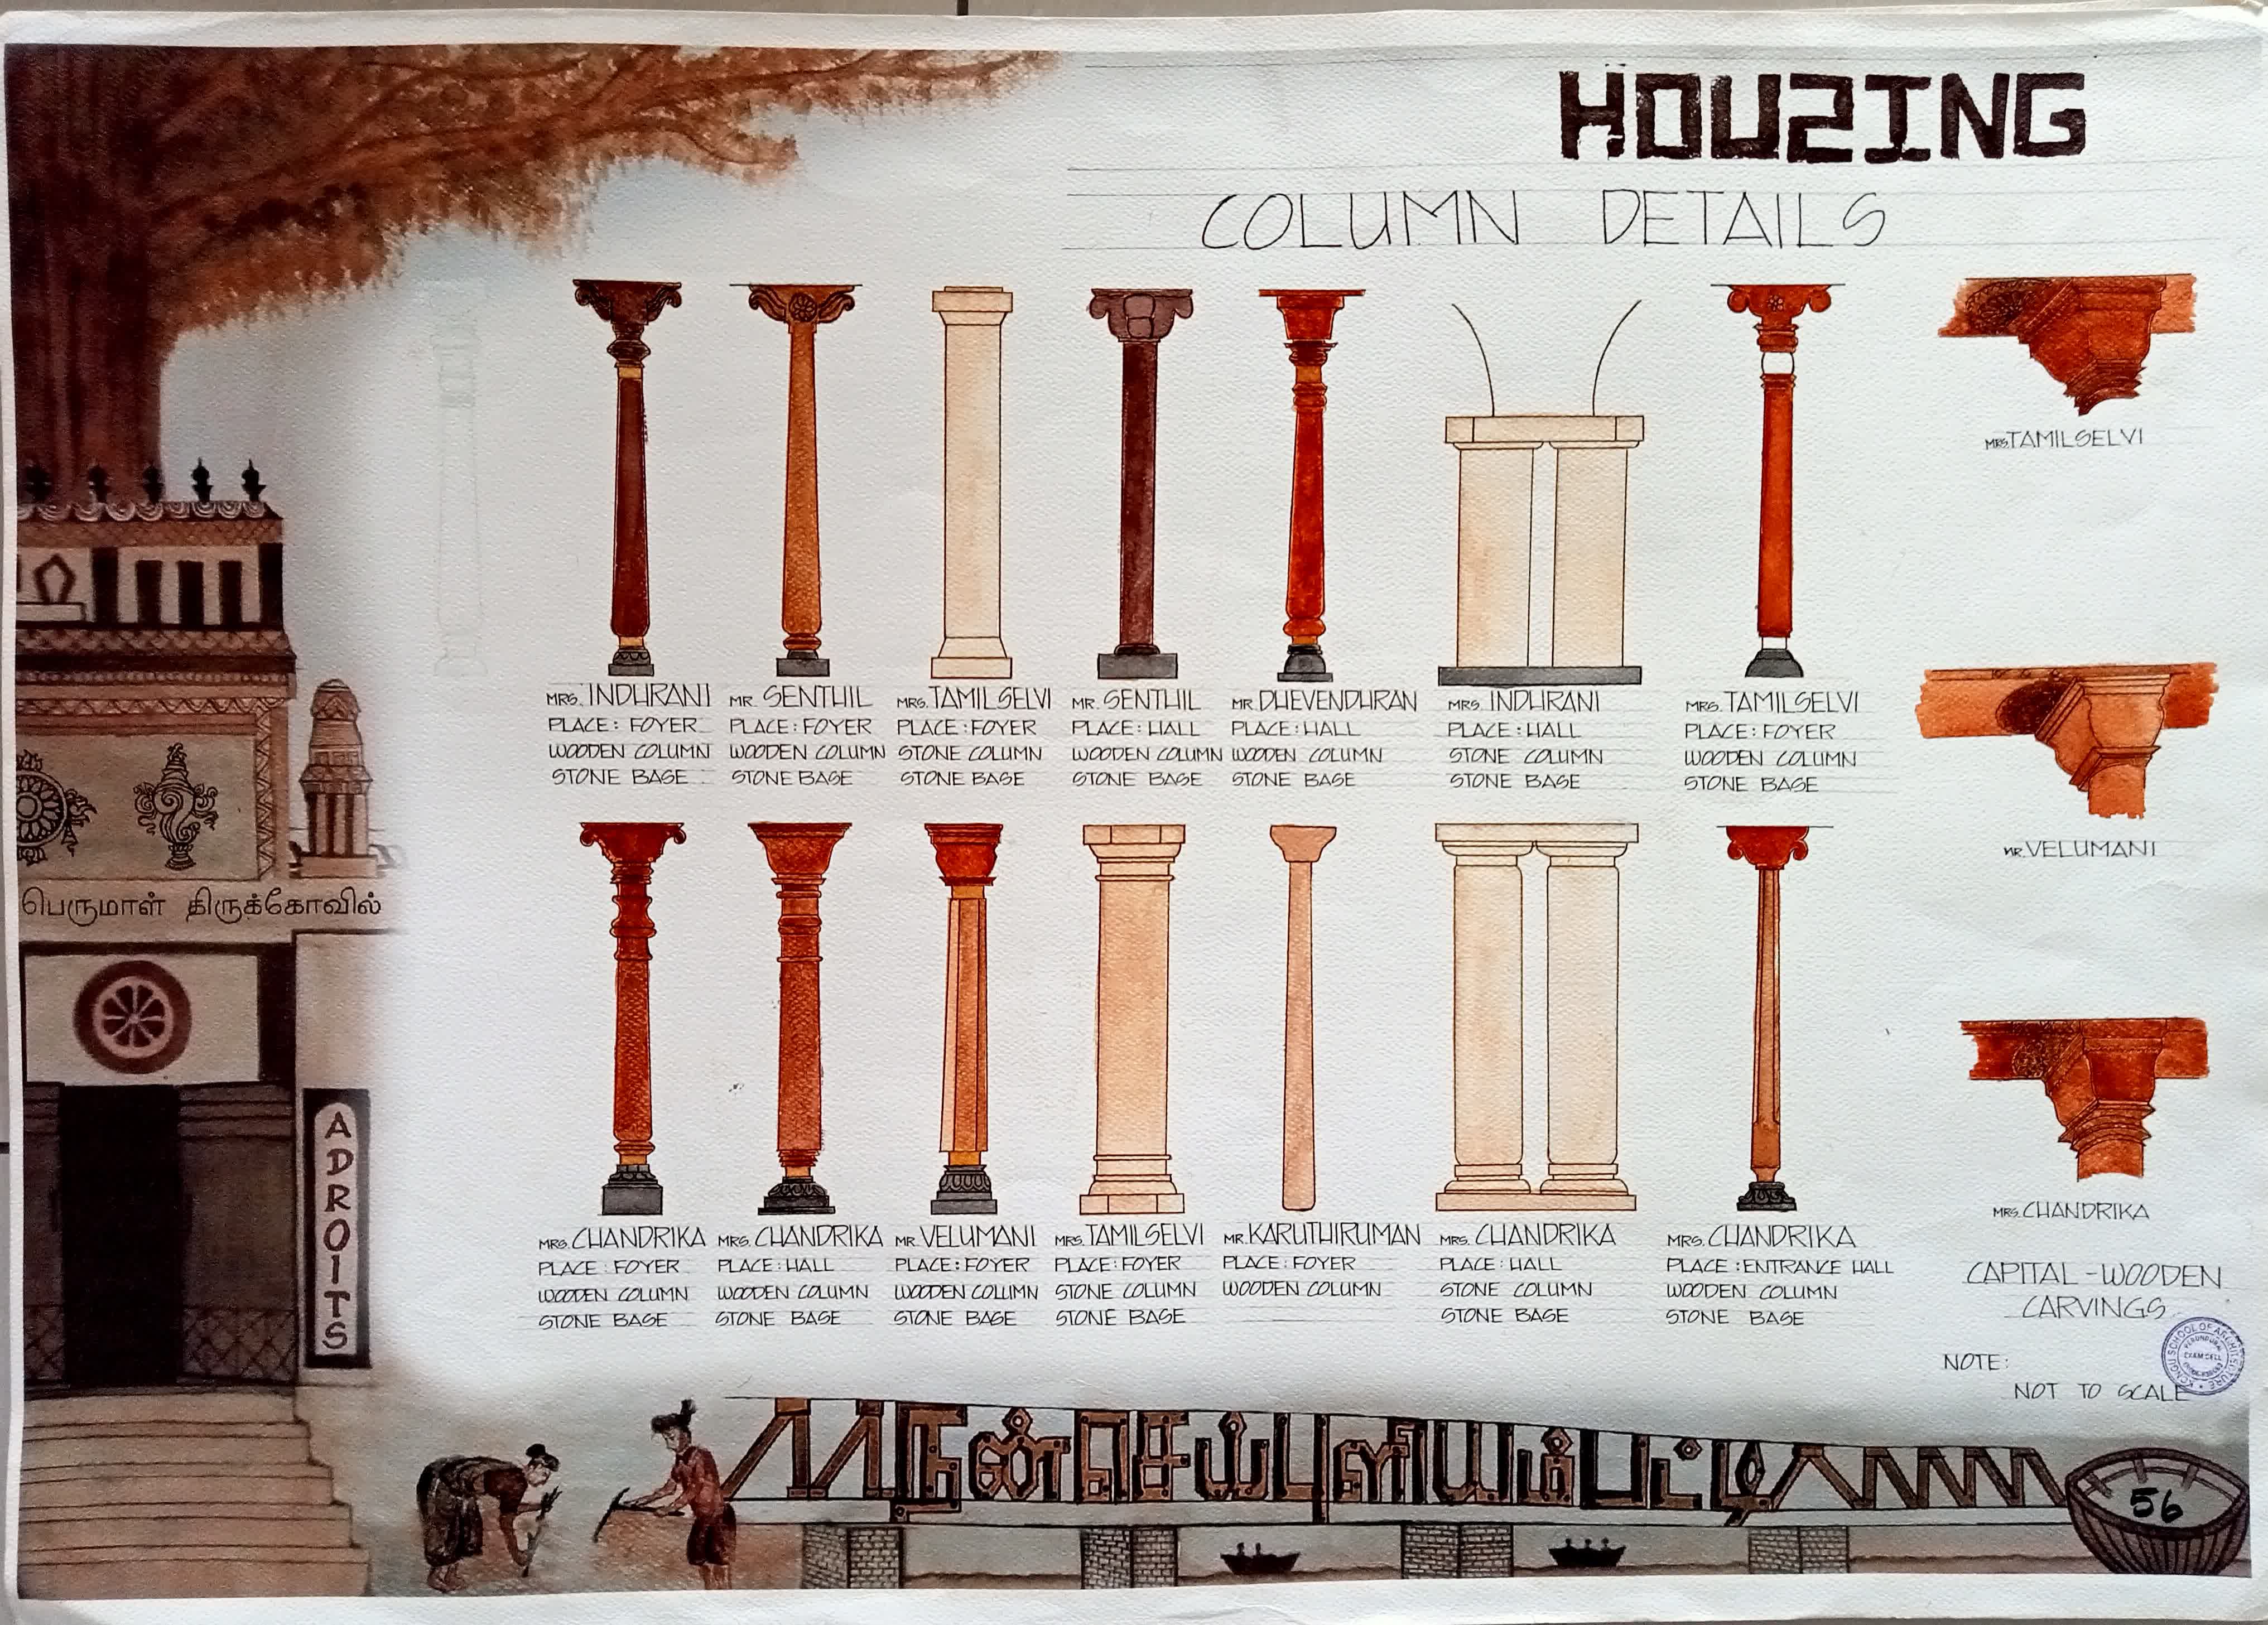 HOUSING
COLUMN DETAILS
MRS. INDHRANI
PLACE: FOYER
WOODEN COLUMN
STONE BASE
MR. SENTHIL
PLACE: FOYER
WOODEN COLUMN
STONE BASE
MRS. TAMILSELVI
PLACE: FOYER
STONE COLUMN
STONE BASE
MR. SENTHIL
PLACE: HALL
WOODEN COLUMN
STONE BASE
MR. DHEVENDHRAN
PLACE: HALL
WOODEN COLUMN
STONE BASE
MRS. INDHRANI
PLACE: HALL
STONE COLUMN
STONE BASE
MRS. TAMILSELVI
PLACE: FOYER
WOODEN COLUMN
STONE BASE
MRS. TAMILSELVI
MR. VELUMANI
MRS. CHANDRIKA
CAPITAL - WOODEN
CARVINGS
MRS. CHANDRIKA
PLACE: FOYER
WOODEN COLUMN
STONE BASE
MRS. CHANDRIKA
PLACE: HALL
WOODEN COLUMN
STONE BASE
MR. VELUMANI
PLACE: FOYER
WOODEN COLUMN
STONE BASE
MRS. TAMILSELVI
PLACE: FOYER
STONE COLUMN
STONE BASE
MR. KARUTHIRUMAN
PLACE: FOYER
WOODEN COLUMN
MRS. CHANDRIKA
PLACE: HALL
STONE COLUMN
STONE BASE
MRS. CHANDRIKA
PLACE: ENTRANCE HALL
WOODEN COLUMN
STONE BASE
NOTE:
NOT TO SCALE
KONGU SCHOOL OF ARCHITECTURE
EXAM CELL
பெருமாள் திருக்கோவில்
ADROITS
நன்செய்புளியம்பட்டி
56